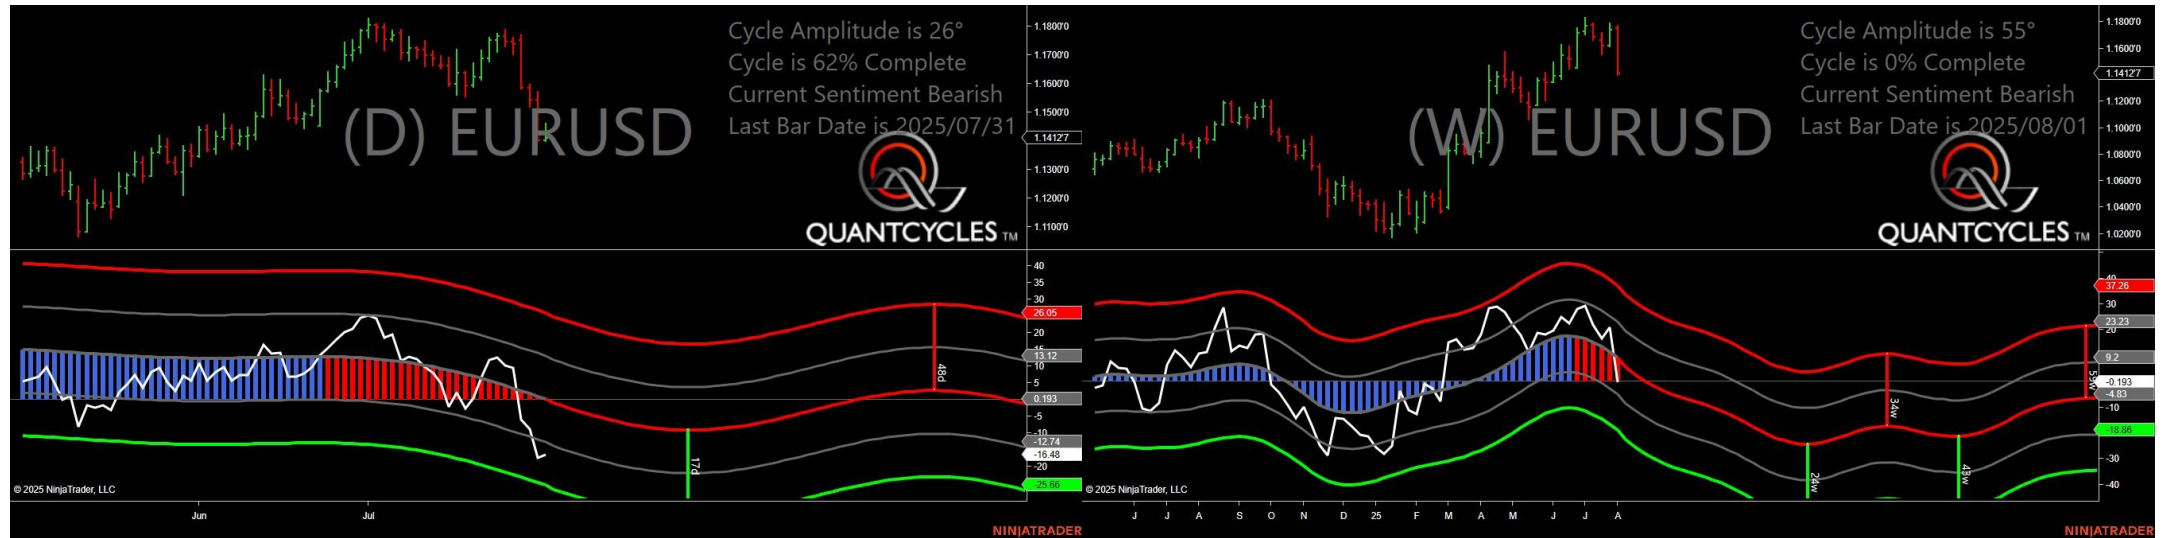 Cycle Amplitude is 26°
Cycle is 62% Complete
Current Sentiment Bearish
Last Bar Date is 2025/07/31
(D) EURUSD
QUANTCYCLES TM
1.1800'0
1.1700'0
1.1600'0
1.1500'0
1.1412'7
1.1300'0
1.1200'0
1.1100'0
40
35
30
26.05
20
15
13.12
10
5
0.193
-5
-10
-12.74
-16.48
-20
-25.66
48d
17d
© 2025 NinjaTrader, LLC
Jun
Jul
NINJATRADER
Cycle Amplitude is 55°
Cycle is 0% Complete
Current Sentiment Bearish
Last Bar Date is 2025/08/01
(W) EURUSD
QUANTCYCLES TM
1.1800'0
1.1600'0
1.1412'7
1.1200'0
1.1000'0
1.0800'0
1.0600'0
1.0400'0
1.0200'0
40
37.26
30
23.23
20
9.2
-0.193
-4.83
-10
-18.86
-30
-40
59w
34w
24w
43w
© 2025 NinjaTrader, LLC
J J A S O N D 25 F M A M J J A
NINJATRADER